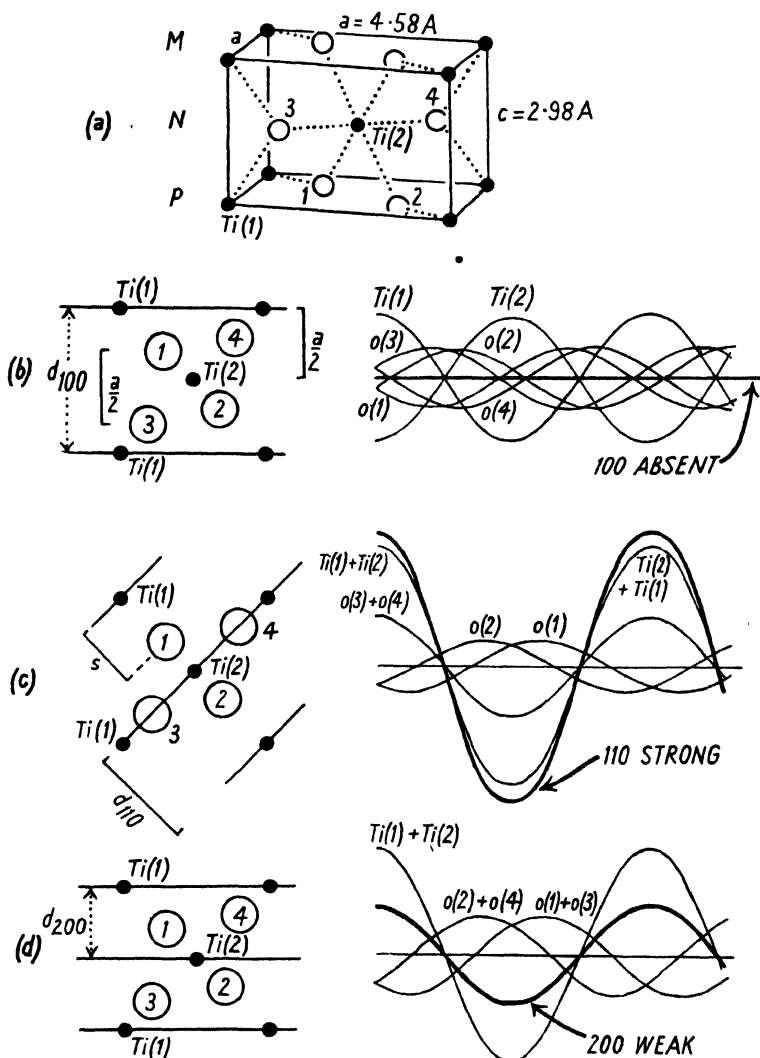 M
a = 4·58A
a
3
4
(a)
N
Ti(2)
c = 2·98A
P
1
2
Ti(1)
Ti(1)
Ti(1)
Ti(2)
1
4
a/2
o(3)
o(2)
(b)
d100
a/2
Ti(2)
3
2
o(1)
o(4)
Ti(1)
100 ABSENT
Ti(1)
Ti(1)+Ti(2)
Ti(2)
+ Ti(1)
o(3)+o(4)
1
4
o(2)
o(1)
s
(c)
Ti(2)
2
Ti(1)
3
110 STRONG
d110
Ti(1)
Ti(1)+Ti(2)
d200
1
4
o(2)+o(4)
o(1)+o(3)
(d)
Ti(2)
3
2
Ti(1)
200 WEAK